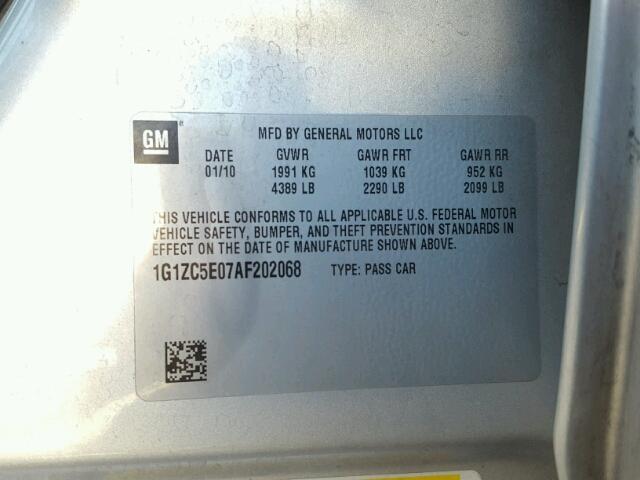 GM
MFD BY GENERAL MOTORS LLC
DATE GVWR GAWR FRT GAWR RR
01/10 1991 KG 1039 KG 952 KG
4389 LB 2290 LB 2099 LB
THIS VEHICLE CONFORMS TO ALL APPLICABLE U.S. FEDERAL MOTOR
VEHICLE SAFETY, BUMPER, AND THEFT PREVENTION STANDARDS IN
EFFECT ON THE DATE OF MANUFACTURE SHOWN ABOVE.
1G1ZC5E07AF202068 TYPE: PASS CAR